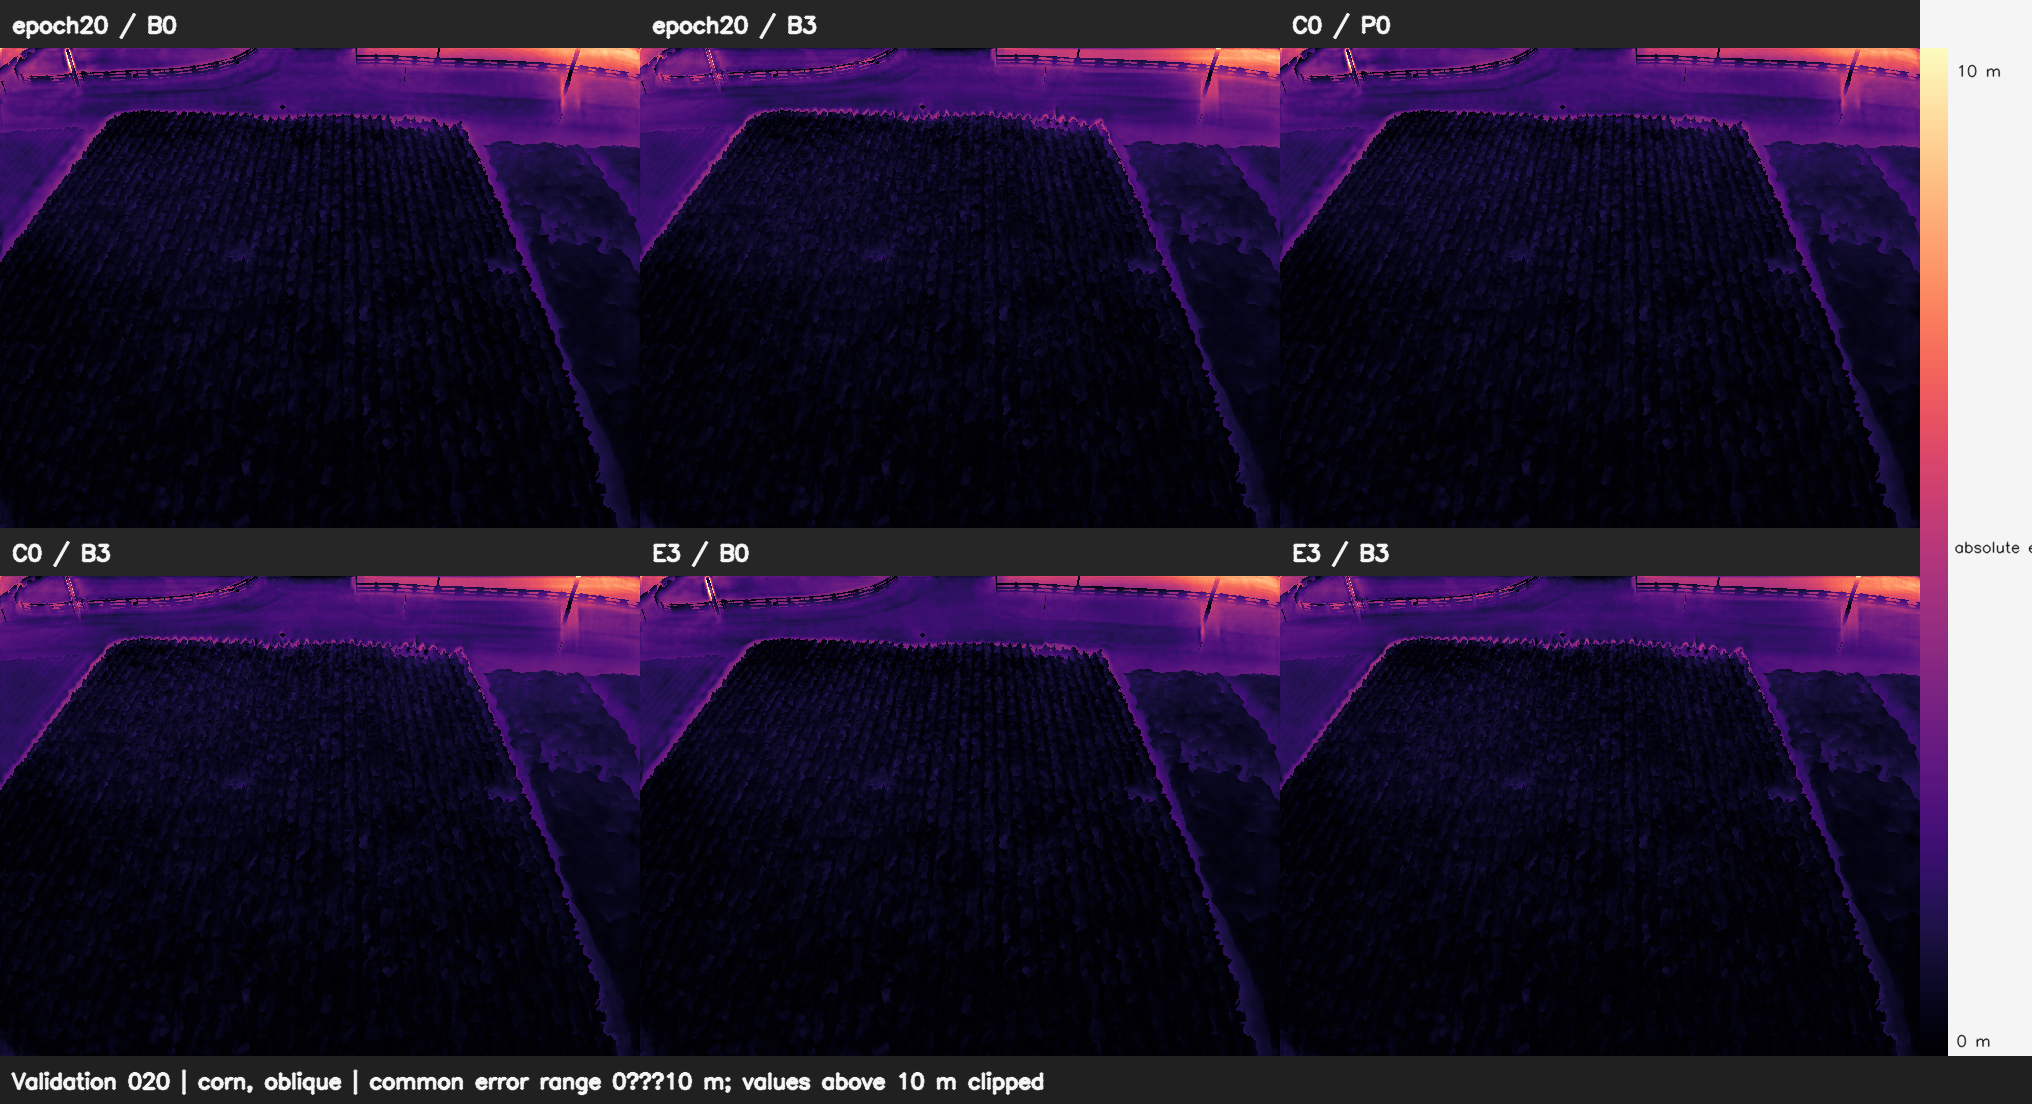 epoch20 / B0
epoch20 / B3
C0 / P0
10 m
absolute e
C0 / B3
E3 / B0
E3 / B3
0 m
Validation 020 | corn, oblique | common error range 0???10 m; values above 10 m clipped